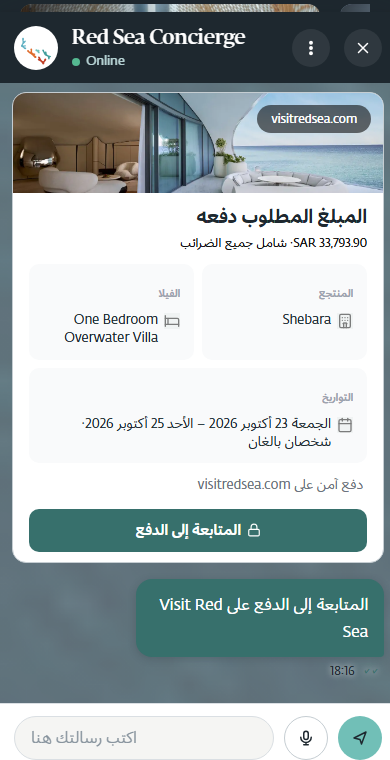 Red Sea Concierge
Online
visitredsea.com
المبلغ المطلوب دفعه
SAR 33,793.90· شامل جميع الضرائب
المنتجع
Shebara
الفيلا
One Bedroom
Overwater Villa
التواريخ
الجمعة 23 أكتوبر 2026 – الأحد 25 أكتوبر 2026·
شخصان بالغان
دفع آمن على visitredsea.com
المتابعة إلى الدفع
المتابعة إلى الدفع على Visit Red
Sea
18:16
اكتب رسالتك هنا